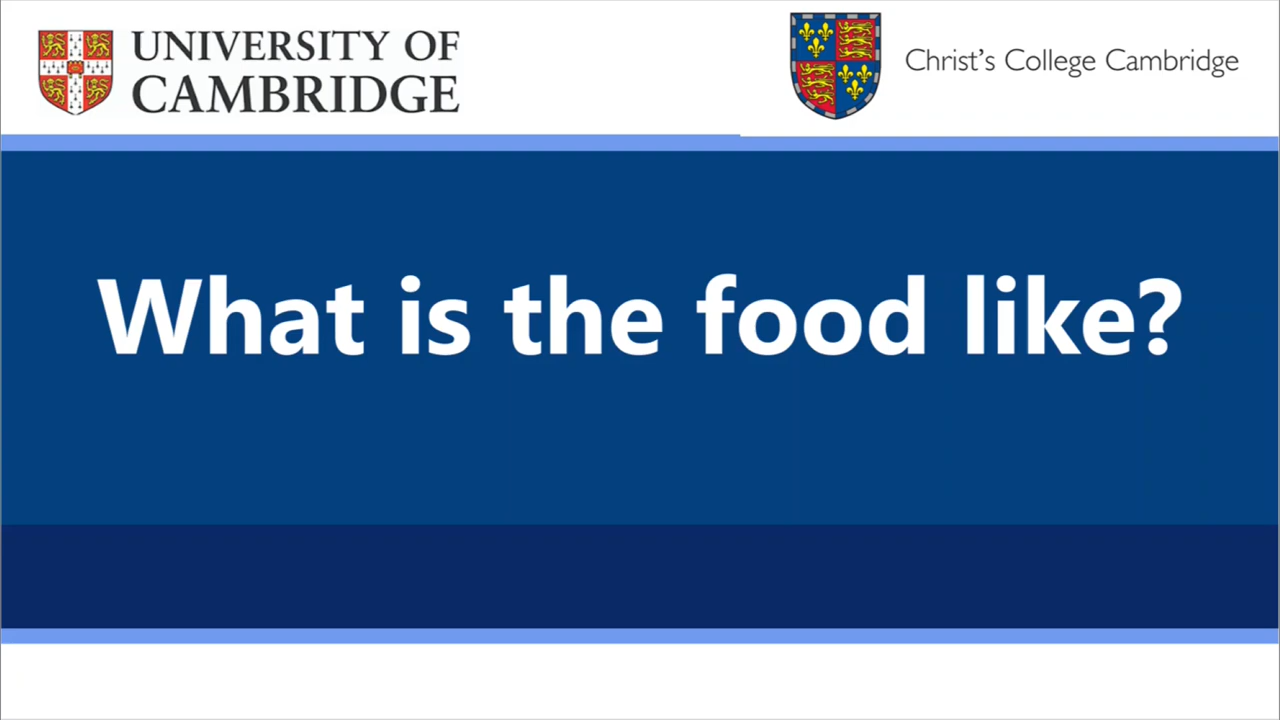 UNIVERSITY OF
CAMBRIDGE
Christ's College Cambridge
What is the food like?